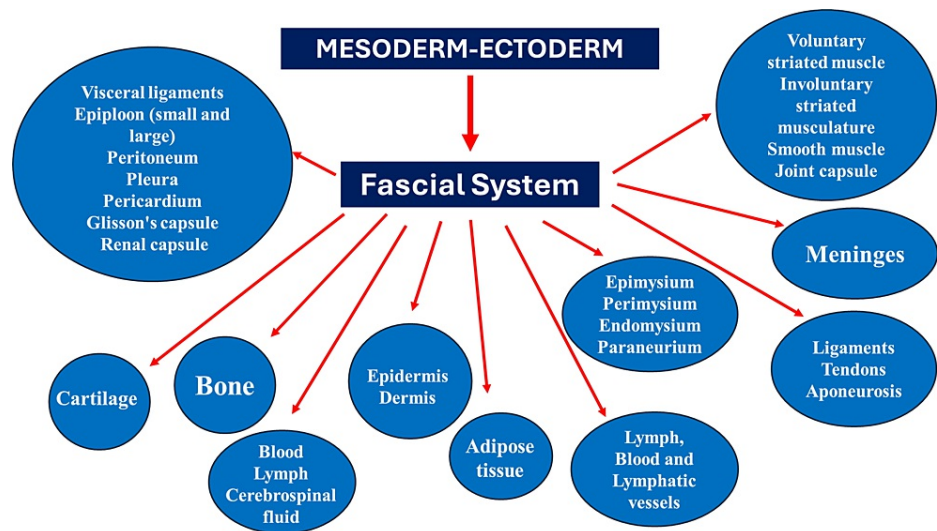 MESODERM-ECTODERM
Fascial System
Visceral ligaments
Epiploon (small and
large)
Peritoneum
Pleura
Pericardium
Glisson's capsule
Renal capsule
Voluntary
striated muscle
Involuntary
striated
musculature
Smooth muscle
Joint capsule
Meninges
Epimysium
Perimysium
Endomysium
Paraneurium
Ligaments
Tendons
Aponeurosis
Cartilage
Bone
Epidermis
Dermis
Blood
Lymph
Cerebrospinal
fluid
Adipose
tissue
Lymph,
Blood and
Lymphatic
vessels